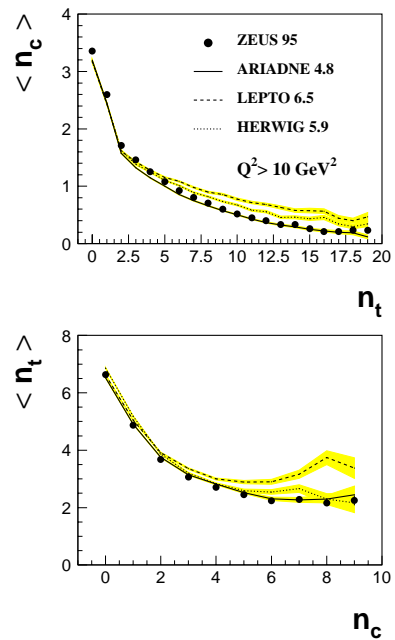 < n_c >
4
3
2
1
0
ZEUS 95
ARIADNE 4.8
LEPTO 6.5
HERWIG 5.9
Q² > 10 GeV²
0 2.5 5 7.5 10 12.5 15 17.5 20
n_t
< n_t >
8
6
4
2
0
0 2 4 6 8 10
n_c